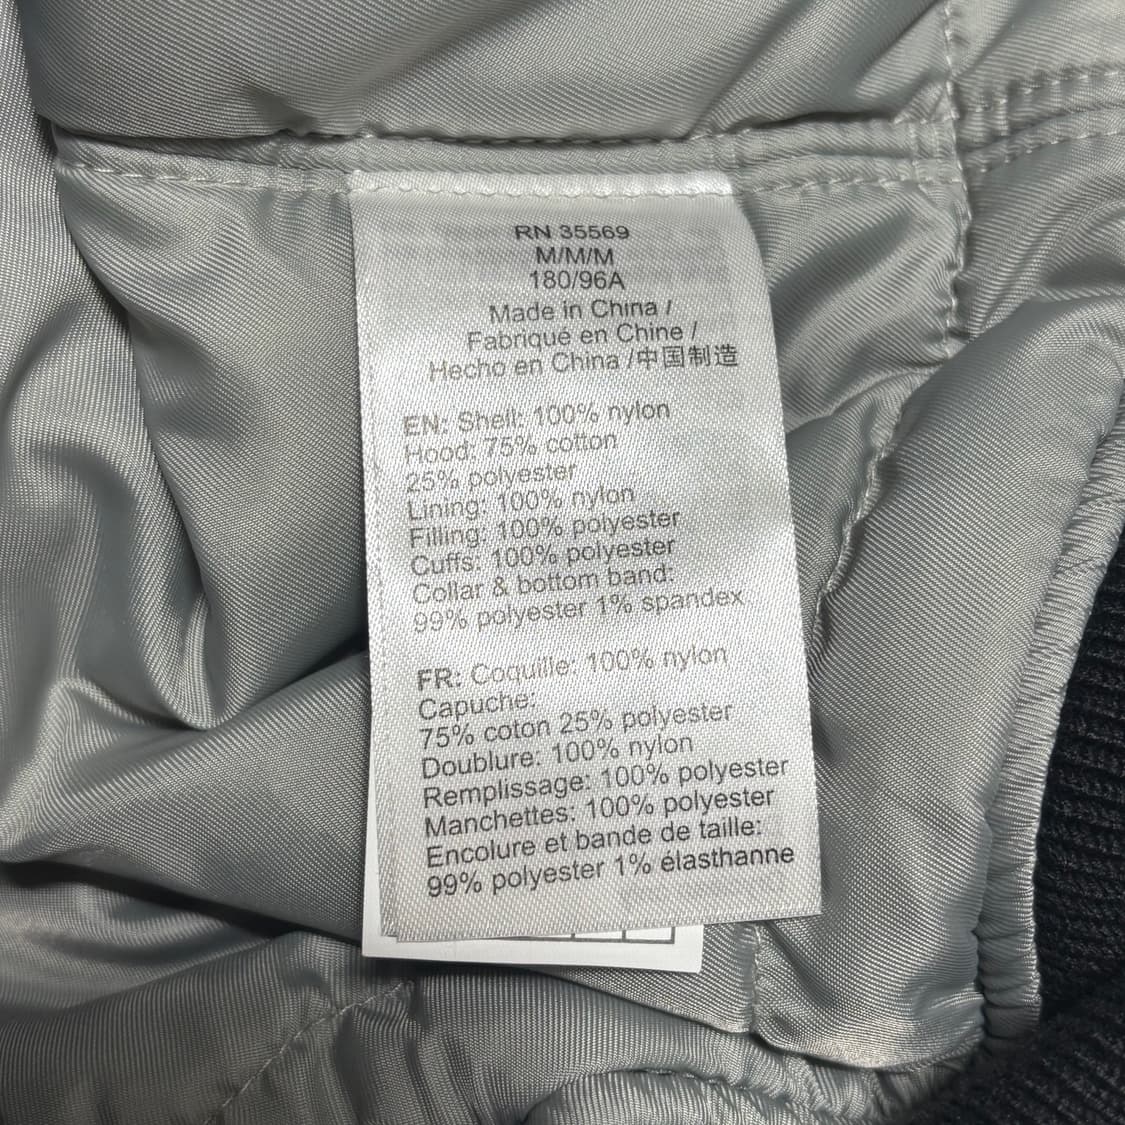 RN 35569
M/M/M
180/96A
Made in China /
Fabriqué en Chine /
Hecho en China /中国制造
EN: Shell: 100% nylon
Hood: 75% cotton
25% polyester
Lining: 100% nylon
Filling: 100% polyester
Cuffs: 100% polyester
Collar & bottom band:
99% polyester 1% spandex
FR: Coquille: 100% nylon
Capuche:
75% coton 25% polyester
Doublure: 100% nylon
Remplissage: 100% polyester
Manchettes: 100% polyester
Encolure et bande de taille:
99% polyester 1% élasthanne